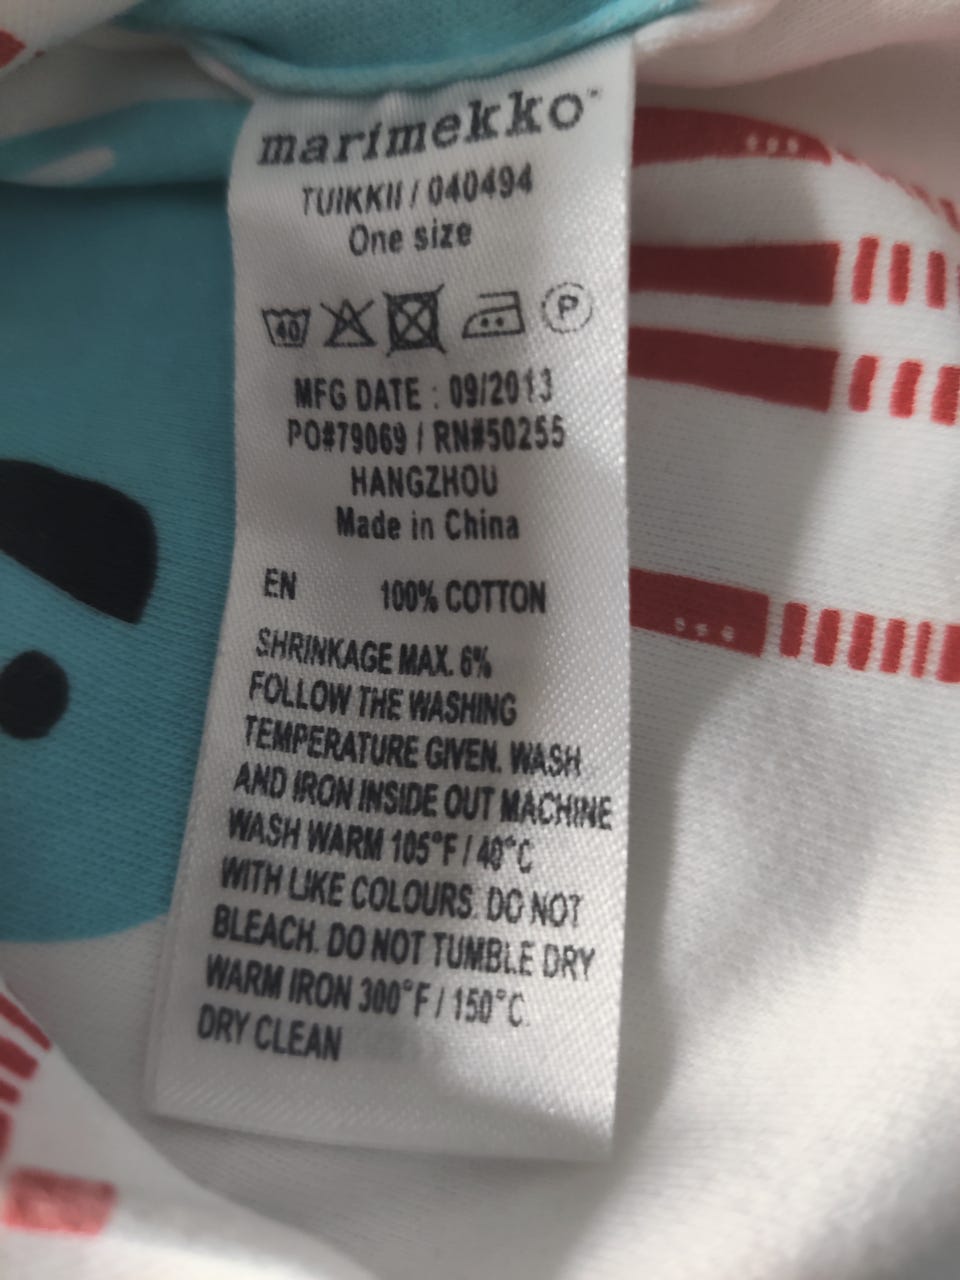 marimekko™
TUIKKII / 040494
One size
40 P
MFG DATE : 09/2013
PO#79069 / RN#50255
HANGZHOU
Made in China
EN 100% COTTON
SHRINKAGE MAX. 6%
FOLLOW THE WASHING
TEMPERATURE GIVEN. WASH
AND IRON INSIDE OUT MACHINE
WASH WARM 105°F / 40°C
WITH LIKE COLOURS. DO NOT
BLEACH. DO NOT TUMBLE DRY
WARM IRON 300°F / 150°C.
DRY CLEAN